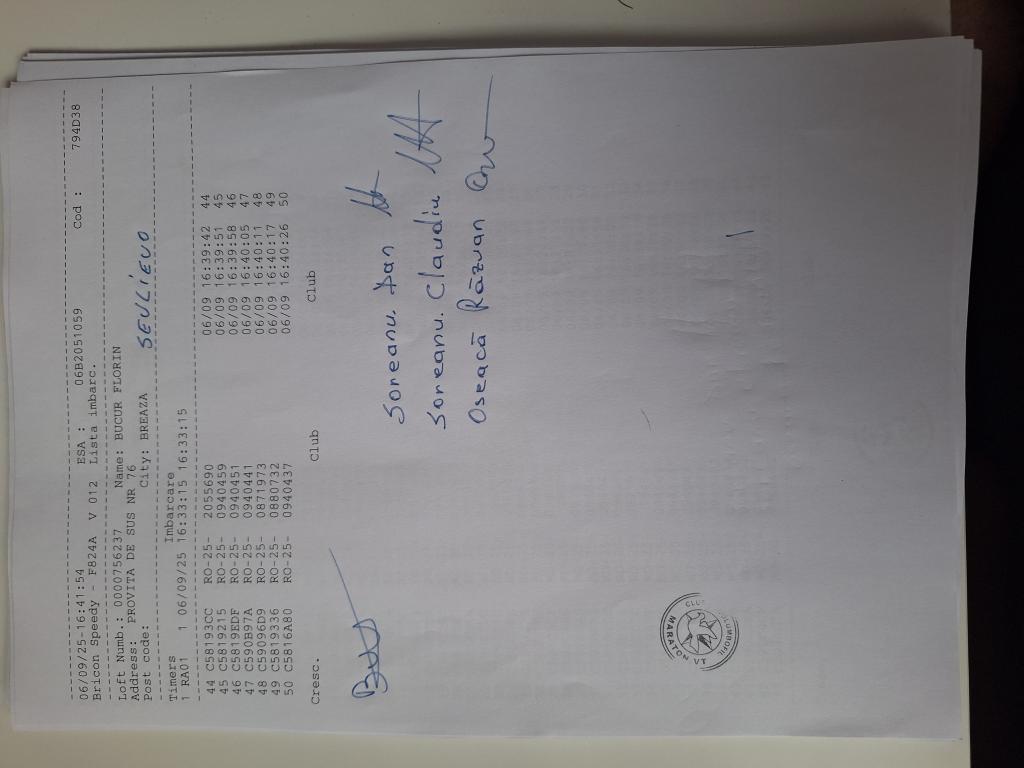 06/09/25-16:41:54 ESA : 06B2051059 Cod : 794D38
Bricon Speedy - F824A V 012 Lista imbarc.
Loft Numb.: 0000756237 Name: BUCUR FLORIN
Address: PROVITA DE SUS NR 76
Post code: City: BREAZA SEVLIEVO
Timers Imbarcare
1 RA01 1 06/09/25 16:33:15 16:33:15
44 C58193CC RO-25- 2055690 06/09 16:39:42 44
45 C5819215 RO-25- 0940459 06/09 16:39:51 45
46 C5819EDF RO-25- 0940451 06/09 16:39:58 46
47 C590B97A RO-25- 0940441 06/09 16:40:05 47
48 C59096D9 RO-25- 0871973 06/09 16:40:11 48
49 C5819336 RO-25- 0880732 06/09 16:40:17 49
50 C5816A80 RO-25- 0940437 06/09 16:40:26 50
Cresc. Club Club
Soneanu Dan
Soneanu Claudiu
Oseacă Răzvan
MARATON VT